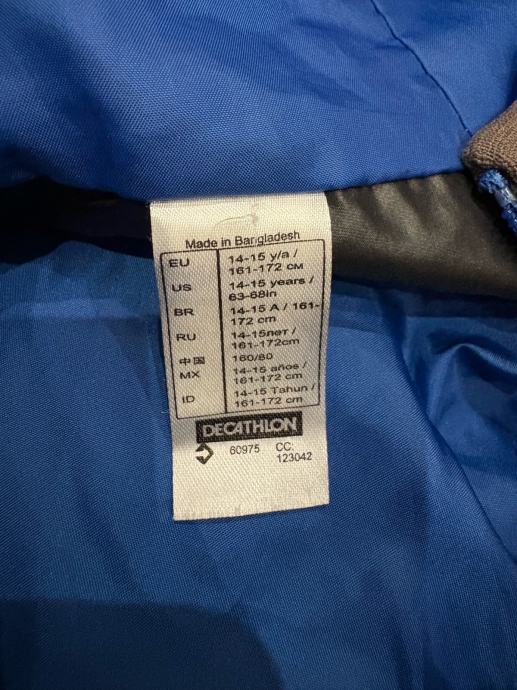 Made in Bangladesh
EU 14-15 y/a /
161-172 CM
US 14-15 years /
63-68in
BR 14-15 A / 161-
172 cm
RU 14-15лет /
161-172cm
中国 160/80
MX 14-15 años /
161-172 cm
ID 14-15 Tahun /
161-172 cm
DECATHLON
60975 CC.
123042